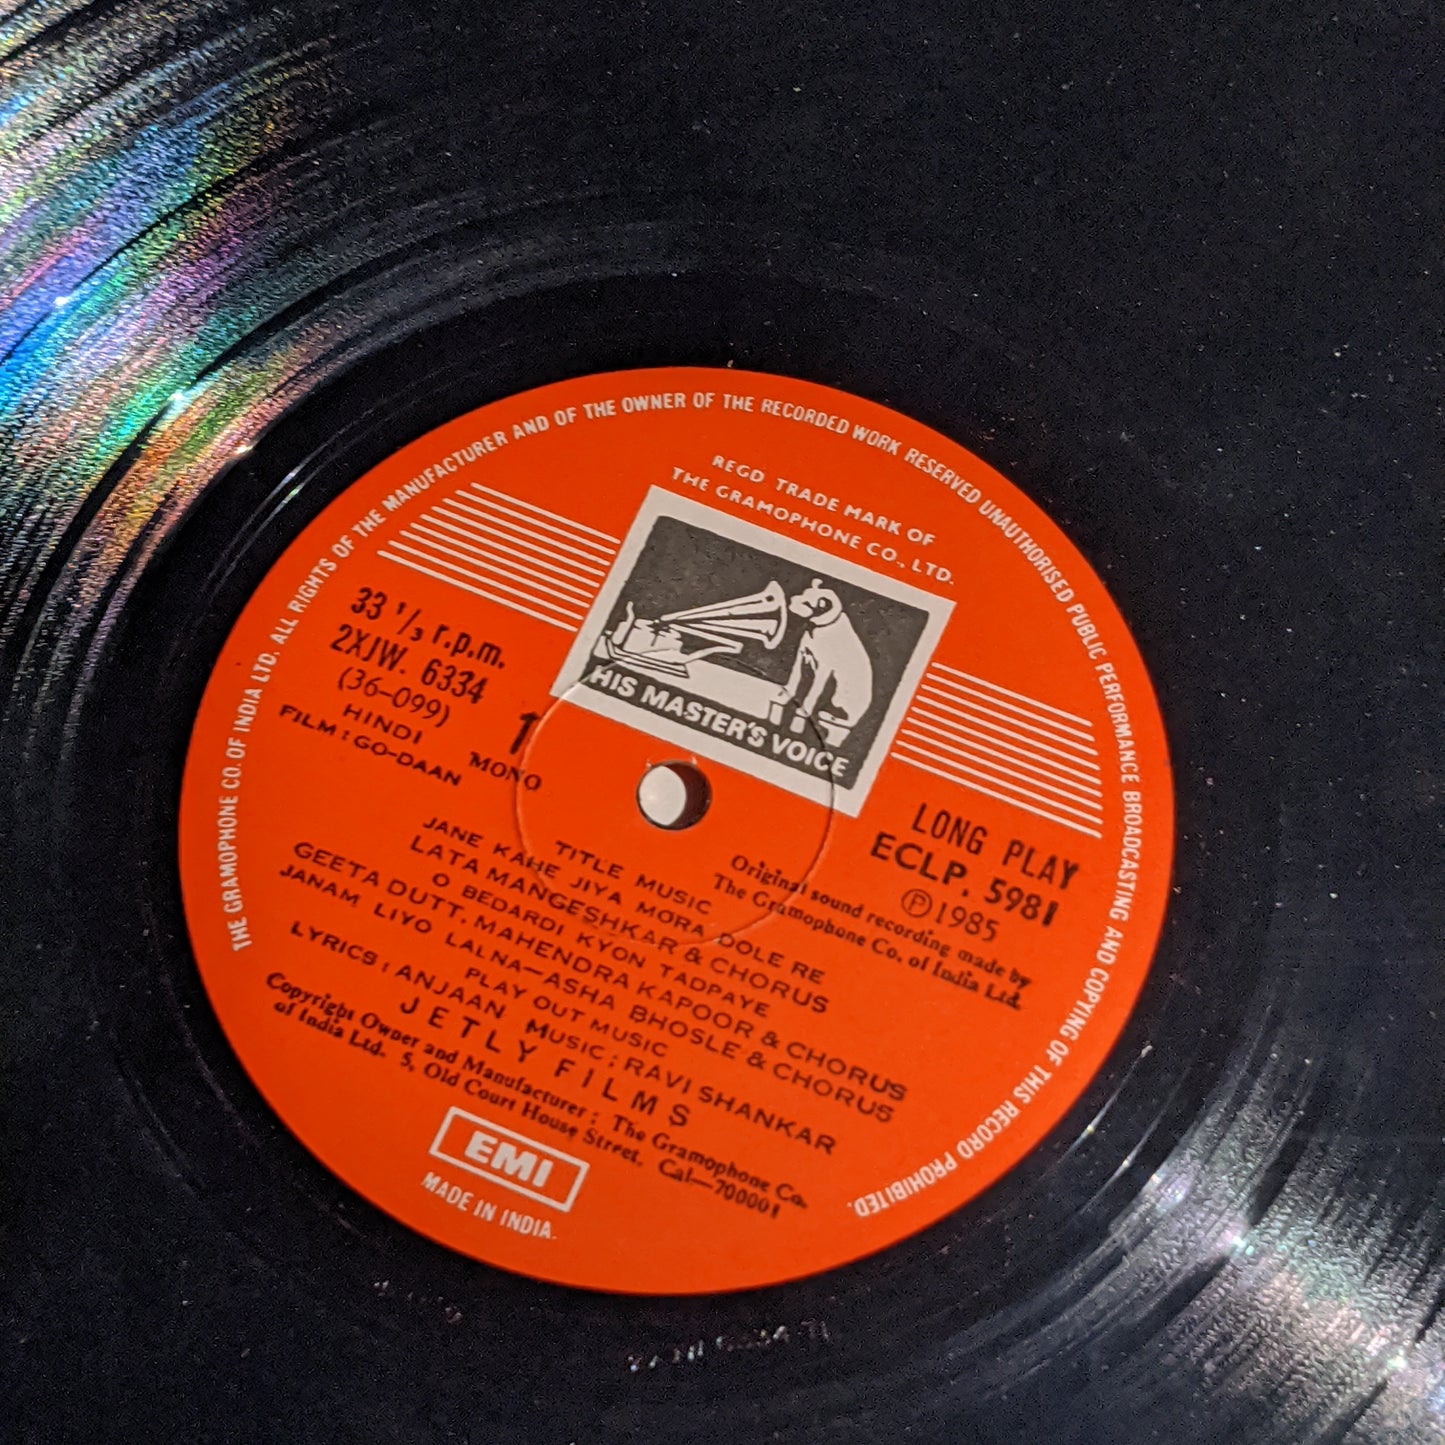 THE GRAMOPHONE CO. OF INDIA LTD. ALL RIGHTS OF THE MANUFACTURER AND OF THE OWNER OF THE RECORDED WORK RESERVED UNAUTHORISED PUBLIC PERFORMANCE BROADCASTING AND COPYING OF THIS RECORD PROHIBITED.
REGD TRADE MARK OF
THE GRAMOPHONE CO., LTD.
HIS MASTER'S VOICE
33 1/3 r.p.m.
2XJW. 6334
(36-099)
HINDI
FILM : GO-DAAN
1
MONO
LONG PLAY
ECLP. 5981
℗1985
Original sound recording made by
The Gramophone Co. of India Ltd.
TITLE MUSIC
JANE KAHE JIYA MORA DOLE RE
LATA MANGESHKAR & CHORUS
O BEDARDI KYON TADPAYE
GEETA DUTT, MAHENDRA KAPOOR & CHORUS
JANAM LIYO LALNA—ASHA BHOSLE & CHORUS
PLAY OUT MUSIC
LYRICS : ANJAAN MUSIC : RAVI SHANKAR
JETLY FILMS
Copyright Owner and Manufacturer : The Gramophone Co.
of India Ltd. 5, Old Court House Street, Cal—700001
EMI
MADE IN INDIA.